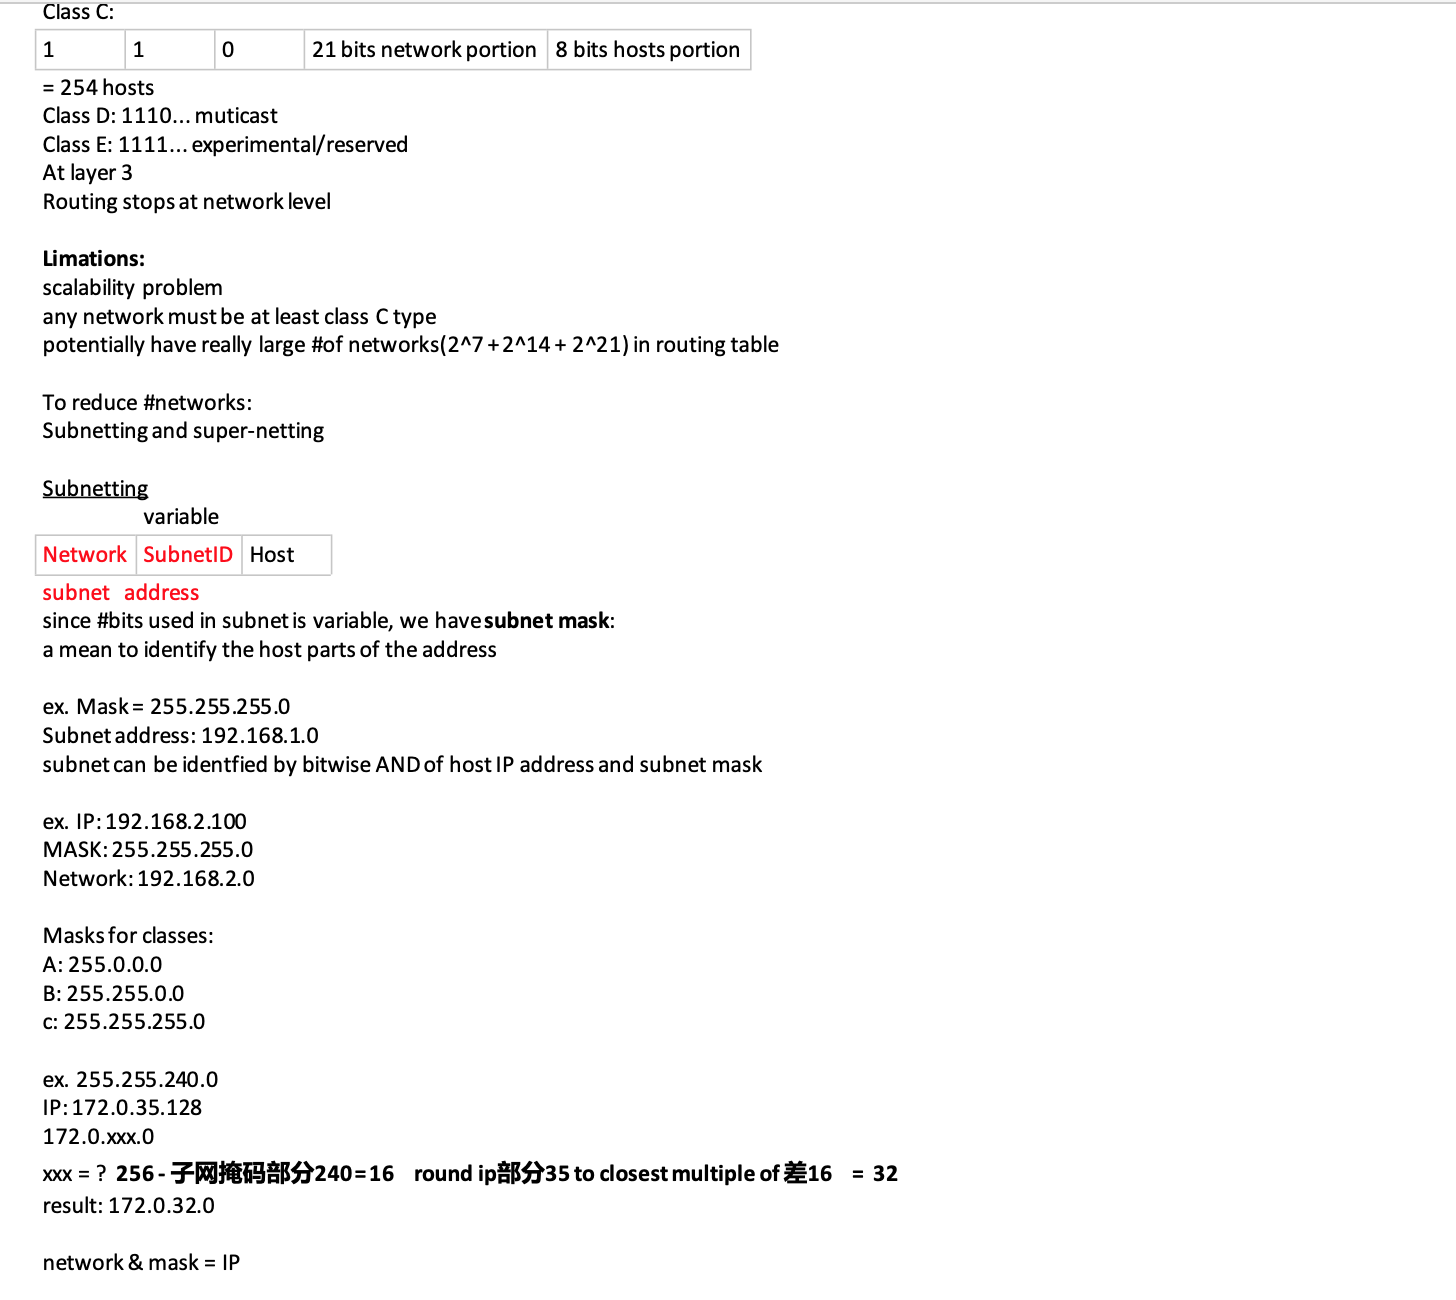 Class C:
1 1 0 21 bits network portion 8 bits hosts portion
= 254 hosts
Class D: 1110... muticast
Class E: 1111... experimental/reserved
At layer 3
Routing stops at network level
Limations:
scalability problem
any network must be at least class C type
potentially have really large #of networks(2^7 + 2^14 + 2^21) in routing table
To reduce #networks:
Subnetting and super-netting
Subnetting
variable
Network SubnetID Host
subnet address
since #bits used in subnet is variable, we have subnet mask:
a mean to identify the host parts of the address
ex. Mask = 255.255.255.0
Subnet address: 192.168.1.0
subnet can be identfied by bitwise AND of host IP address and subnet mask
ex. IP: 192.168.2.100
MASK: 255.255.255.0
Network: 192.168.2.0
Masks for classes:
A: 255.0.0.0
B: 255.255.0.0
c: 255.255.255.0
ex. 255.255.240.0
IP: 172.0.35.128
172.0.xxx.0
xxx = ? 256 - 子网掩码部分240 = 16 round ip部分35 to closest multiple of 差16 = 32
result: 172.0.32.0
network & mask = IP